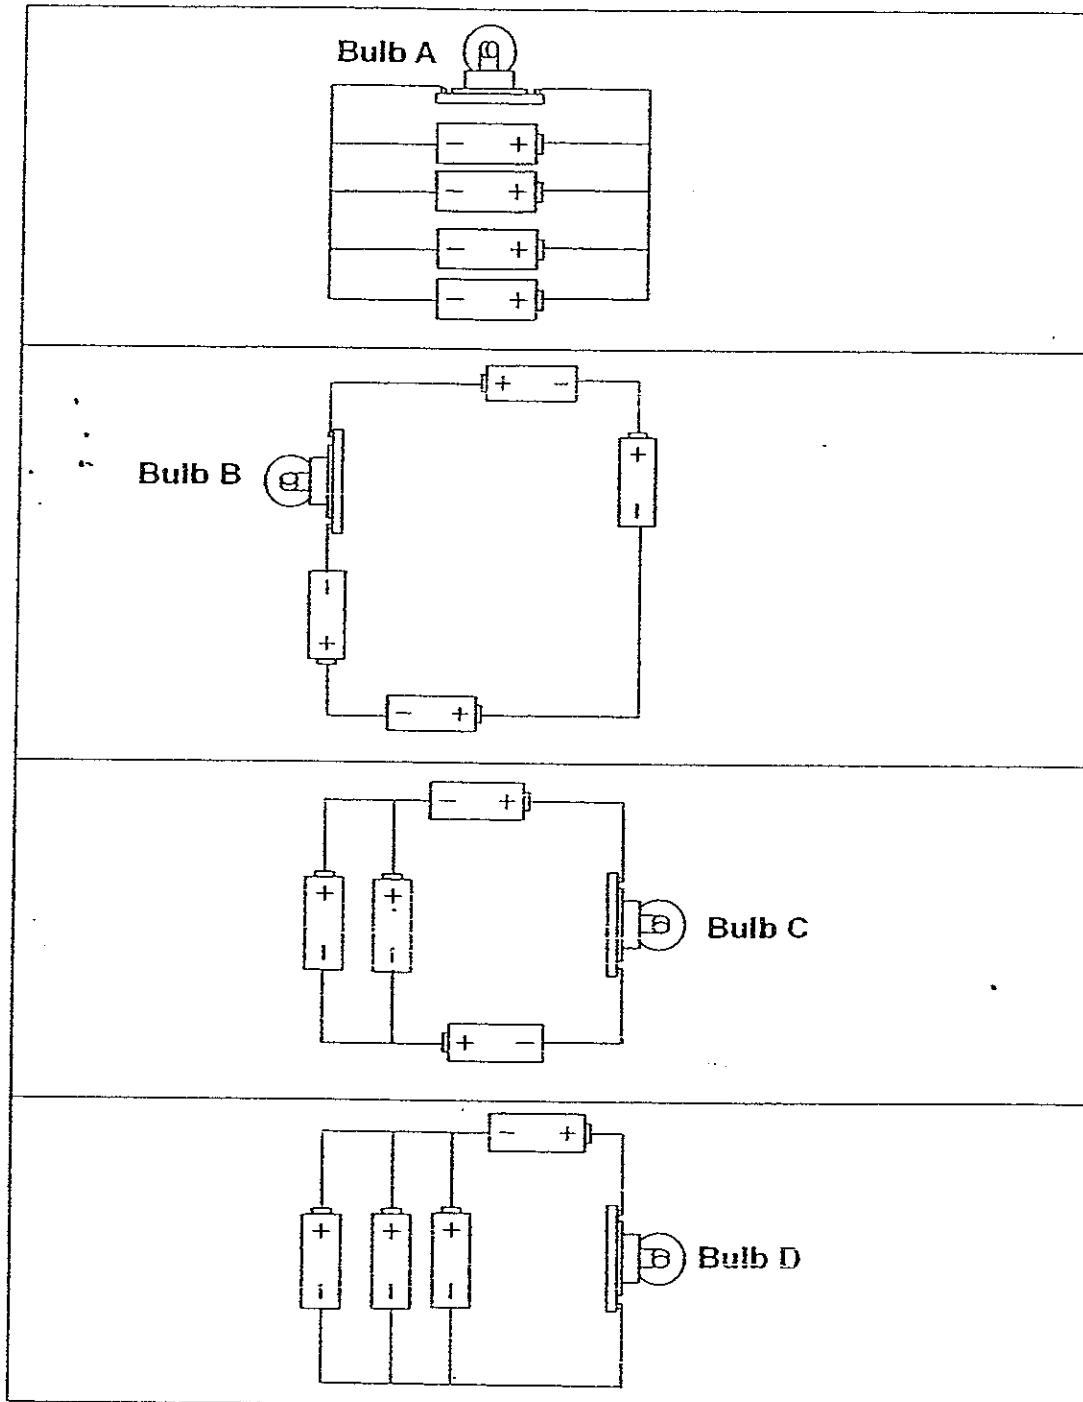 Bulb A
- +
- +
- +
- +
+ -
+
-
Bulb B
-
+
- +
- +
+ +
- -
Bulb C
+ -
- +
+ + +
- - -
Bulb D